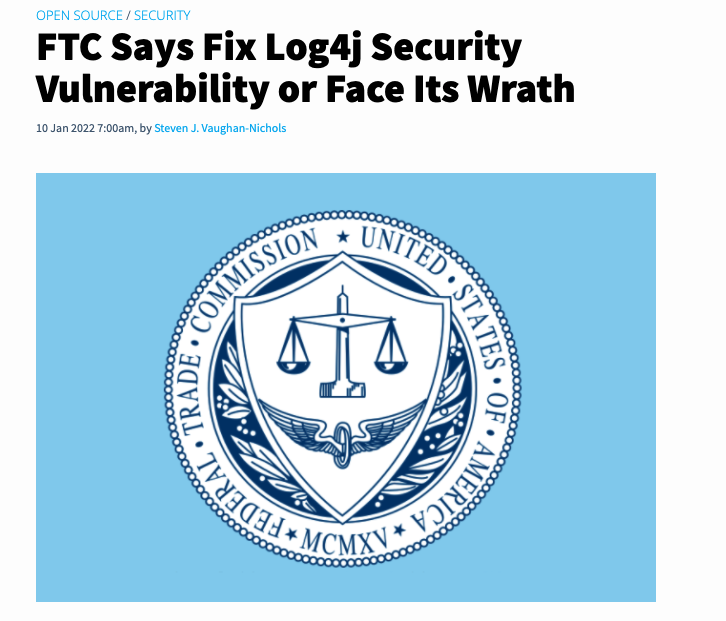 OPEN SOURCE / SECURITY
FTC Says Fix Log4j Security
Vulnerability or Face Its Wrath
10 Jan 2022 7:00am, by Steven J. Vaughan-Nichols
FEDERAL • TRADE • COMMISSION ★ UNITED • STATES • OF • AMERICA
★ MCMXV ★